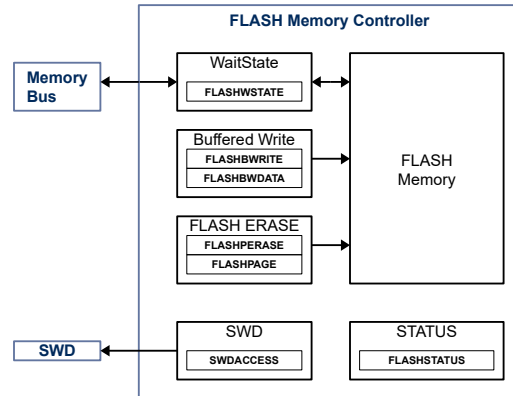 FLASH Memory Controller
Memory
Bus
WaitState
FLASHWSTATE
Buffered Write
FLASHBWRITE
FLASHBWDATA
FLASH
Memory
FLASH ERASE
FLASHPERASE
FLASHPAGE
SWD
SWD
SWDACCESS
STATUS
FLASHSTATUS